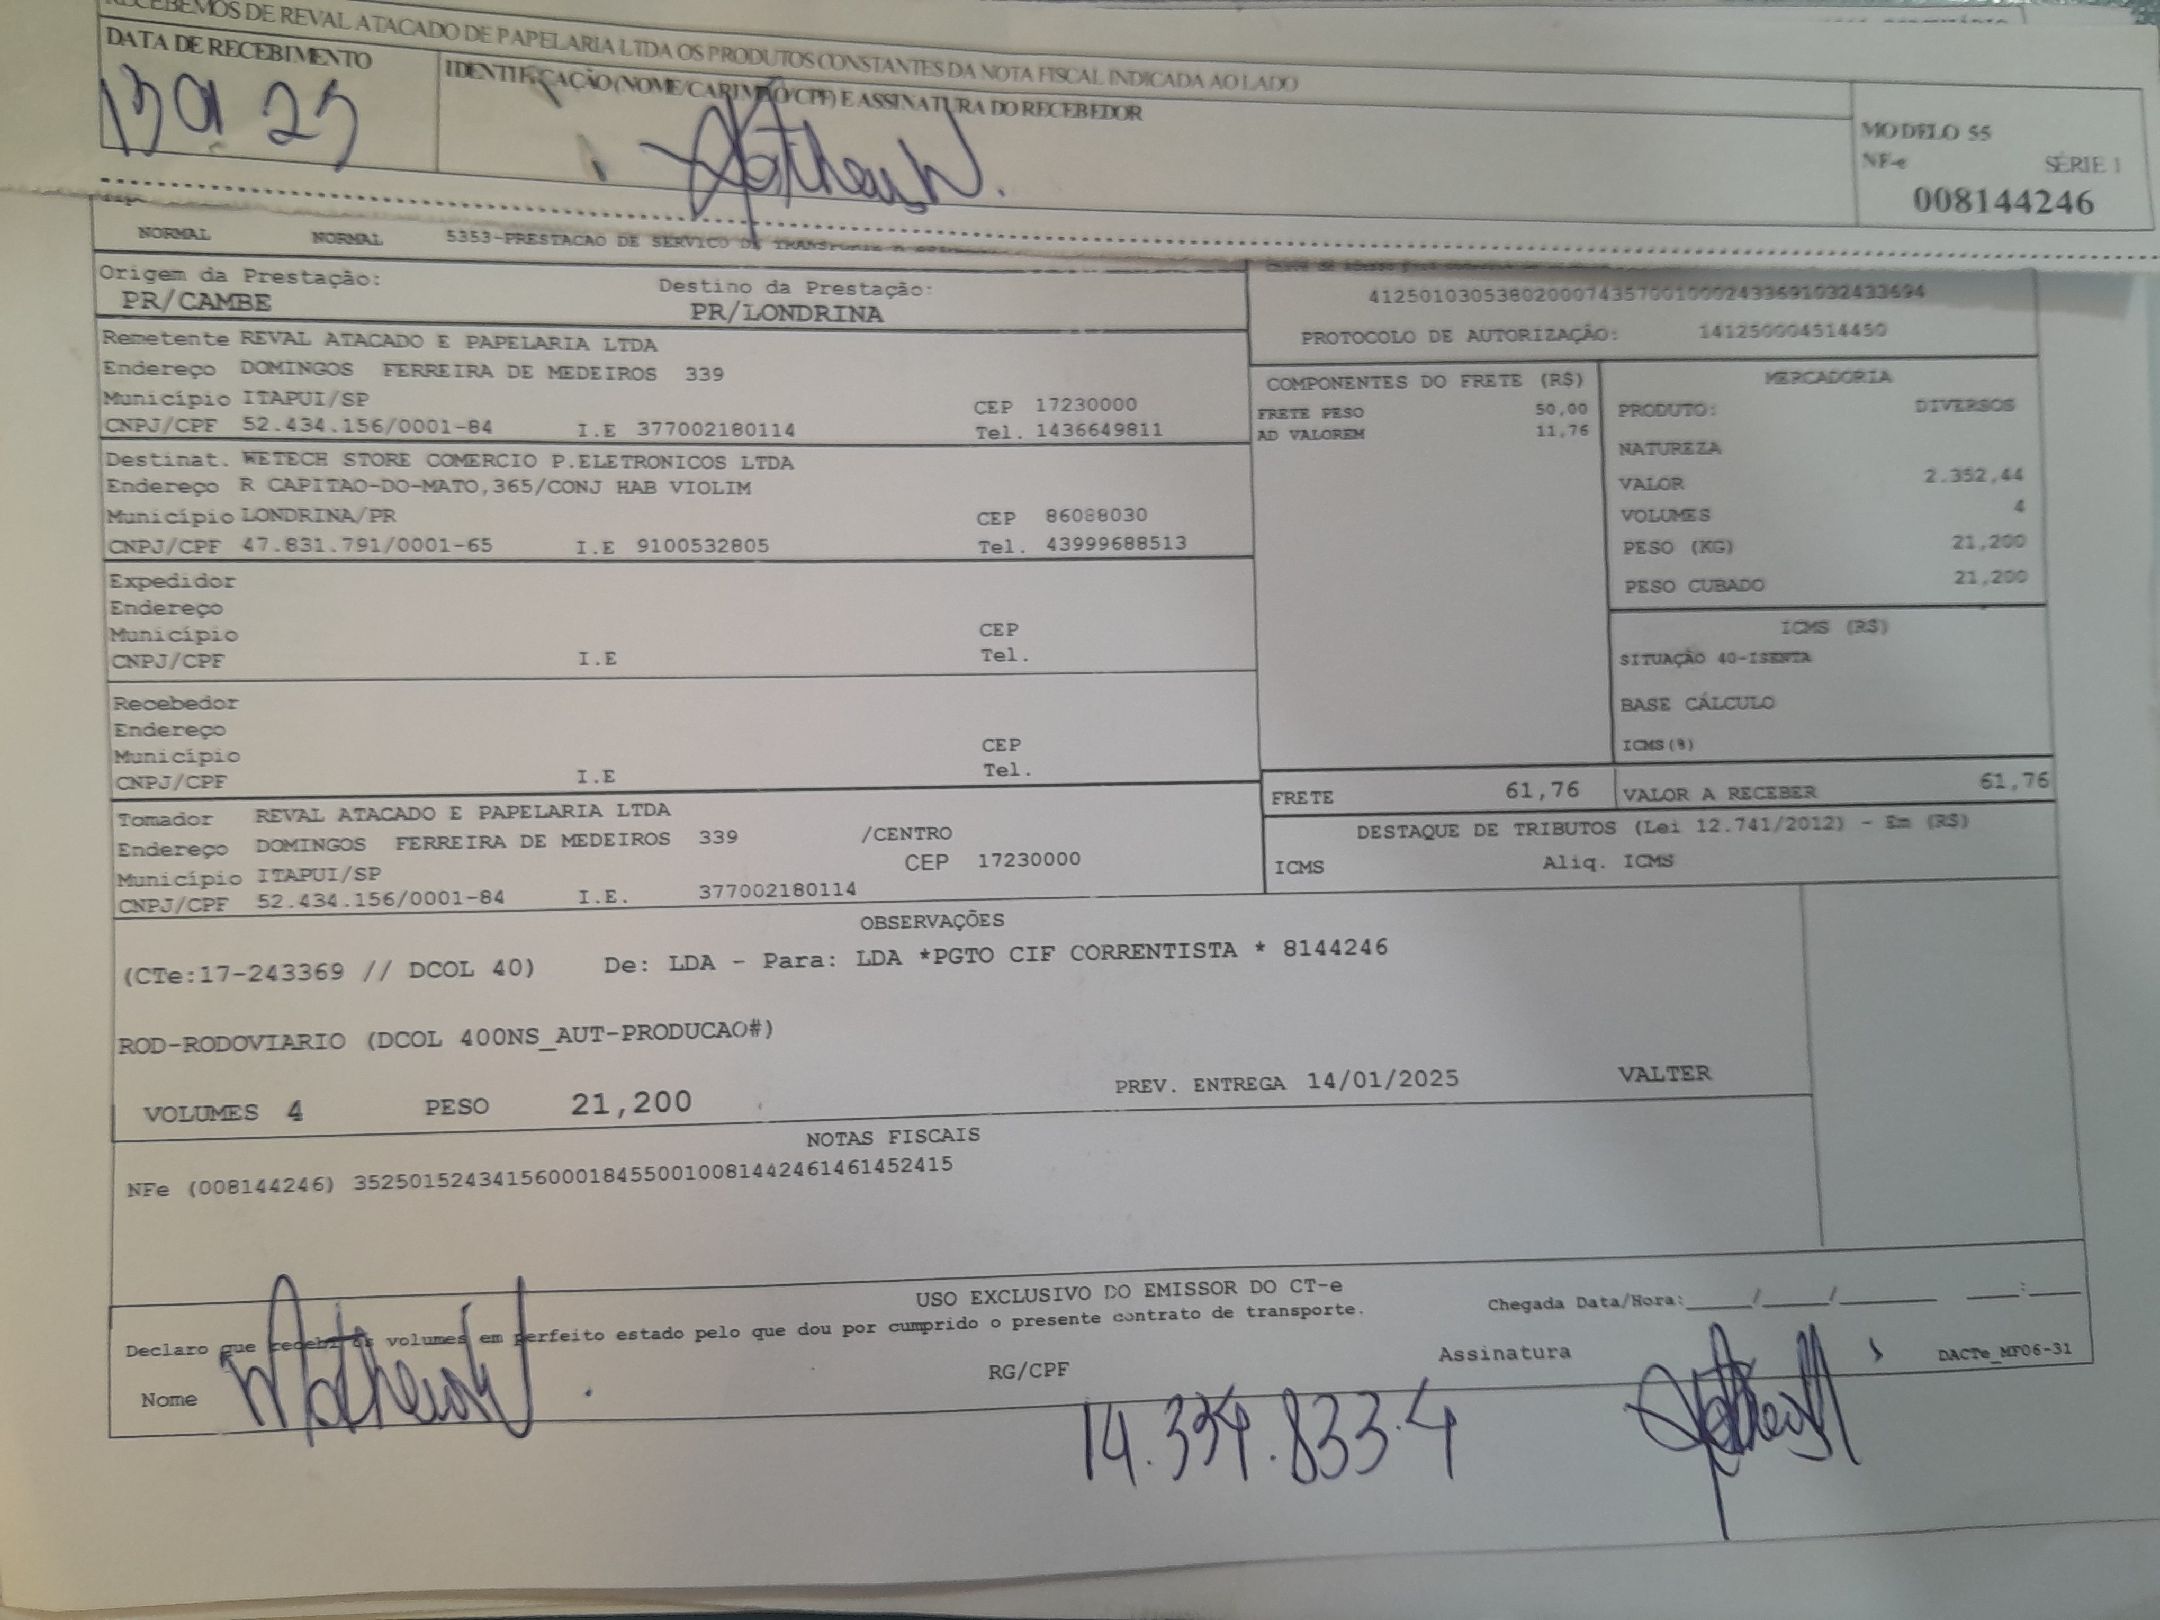 RECEBEMOS DE REVAL ATACADO DE PAPELARIA LTDA OS PRODUTOS CONSTANTES DA NOTA FISCAL INDICADA AO LADO
DATA DE RECEBIMENTO
IDENTIFICAÇÃO (NOME/CARIMBO/CPF) E ASSINATURA DO RECEBEDOR
13 01 25
Matheus
MODELO 55
NF-e SÉRIE 1
008144246
NORMAL NORMAL 5353-PRESTACAO DE SERVICO DE
Origem da Prestação: Destino da Prestação:
PR/CAMBE PR/LONDRINA
41250103053802000743570010002433691032433694
PROTOCOLO DE AUTORIZAÇÃO: 141250004514450
Remetente REVAL ATACADO E PAPELARIA LTDA
Endereço DOMINGOS FERREIRA DE MEDEIROS 339
Município ITAPUI/SP CEP 17230000
CNPJ/CPF 52.434.156/0001-84 I.E 377002180114 Tel. 1436649811
Destinat. WETECH STORE COMERCIO P.ELETRONICOS LTDA
Endereço R CAPITAO-DO-MATO,365/CONJ HAB VIOLIM
Município LONDRINA/PR CEP 86088030
CNPJ/CPF 47.831.791/0001-65 I.E 9100532805 Tel. 43999688513
Expedidor
Endereço
Município CEP
CNPJ/CPF I.E Tel.
Recebedor
Endereço
Município CEP
CNPJ/CPF I.E Tel.
Tomador REVAL ATACADO E PAPELARIA LTDA
Endereço DOMINGOS FERREIRA DE MEDEIROS 339 /CENTRO
Município ITAPUI/SP CEP 17230000
CNPJ/CPF 52.434.156/0001-84 I.E. 377002180114
COMPONENTES DO FRETE (R$)
FRETE PESO 50,00
AD VALOREM 11,76
MERCADORIA
PRODUTO: DIVERSOS
NATUREZA
VALOR 2.352,44
VOLUMES 4
PESO (KG) 21,200
PESO CUBADO 21,200
ICMS (R$)
SITUAÇÃO 40-ISENTA
BASE CÁLCULO
ICMS(%)
FRETE 61,76 VALOR A RECEBER 61,76
DESTAQUE DE TRIBUTOS (Lei 12.741/2012) - Em (R$)
ICMS Aliq. ICMS
OBSERVAÇÕES
(CTe:17-243369 // DCOL 40) De: LDA - Para: LDA *PGTO CIF CORRENTISTA * 8144246
ROD-RODOVIARIO (DCOL 400NS_AUT-PRODUCAO#)
VOLUMES 4 PESO 21,200 PREV. ENTREGA 14/01/2025 VALTER
NOTAS FISCAIS
NFe (008144246) 35250152434156000184550010081442461461452415
USO EXCLUSIVO DO EMISSOR DO CT-e
Declaro que recebi os volumes em perfeito estado pelo que dou por cumprido o presente contrato de transporte.
Chegada Data/Hora:_____/_____/_______ ____:____
Nome Matheus RG/CPF Assinatura DACTe_MF06-31
14.334.833-4